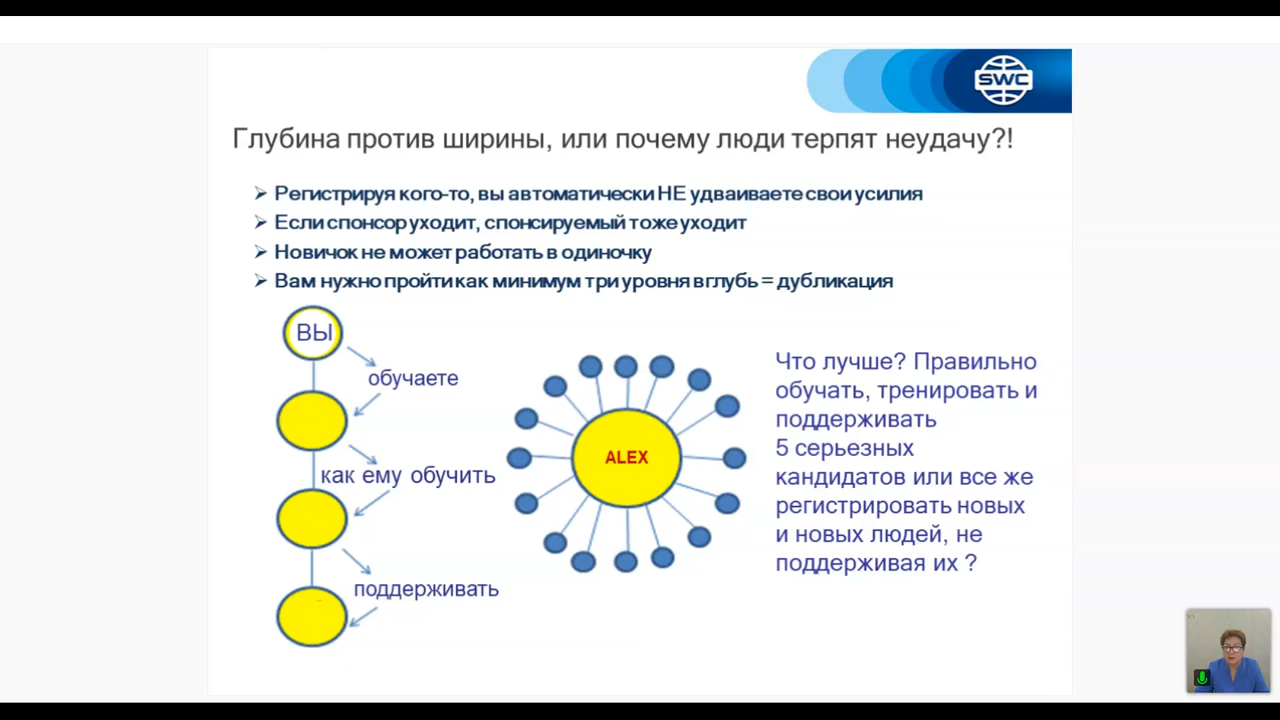 SWC
Глубина против ширины, или почему люди терпят неудачу?!
Регистрируя кого-то, вы автоматически НЕ удваиваете свои усилия
Если спонсор уходит, спонсируемый тоже уходит
Новичок не может работать в одиночку
Вам нужно пройти как минимум три уровня вглубь = дубликация
ВЫ
обучаете
как ему обучить
поддерживать
ALEX
Что лучше? Правильно
обучать, тренировать и
поддерживать
5 серьезных
кандидатов или все же
регистрировать новых
и новых людей, не
поддерживая их ?